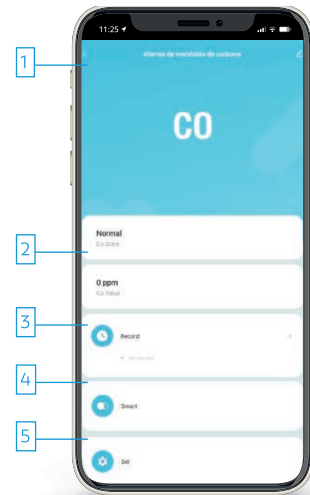 11:25
1
Alarma de monóxido de carbono
CO
Normal
Co State
2
0 ppm
Co Value
3
Record
4
Smart
5
Set